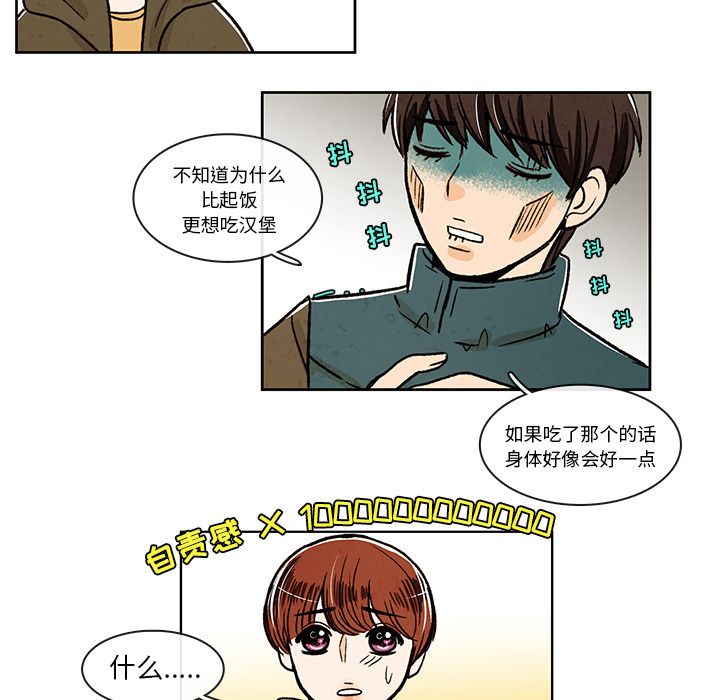 不知道为什么
比起饭
更想吃汉堡
抖
抖
抖
抖
抖
抖
如果吃了那个的话
身体好像会好一点
自责感 × 100000000000
什么.....